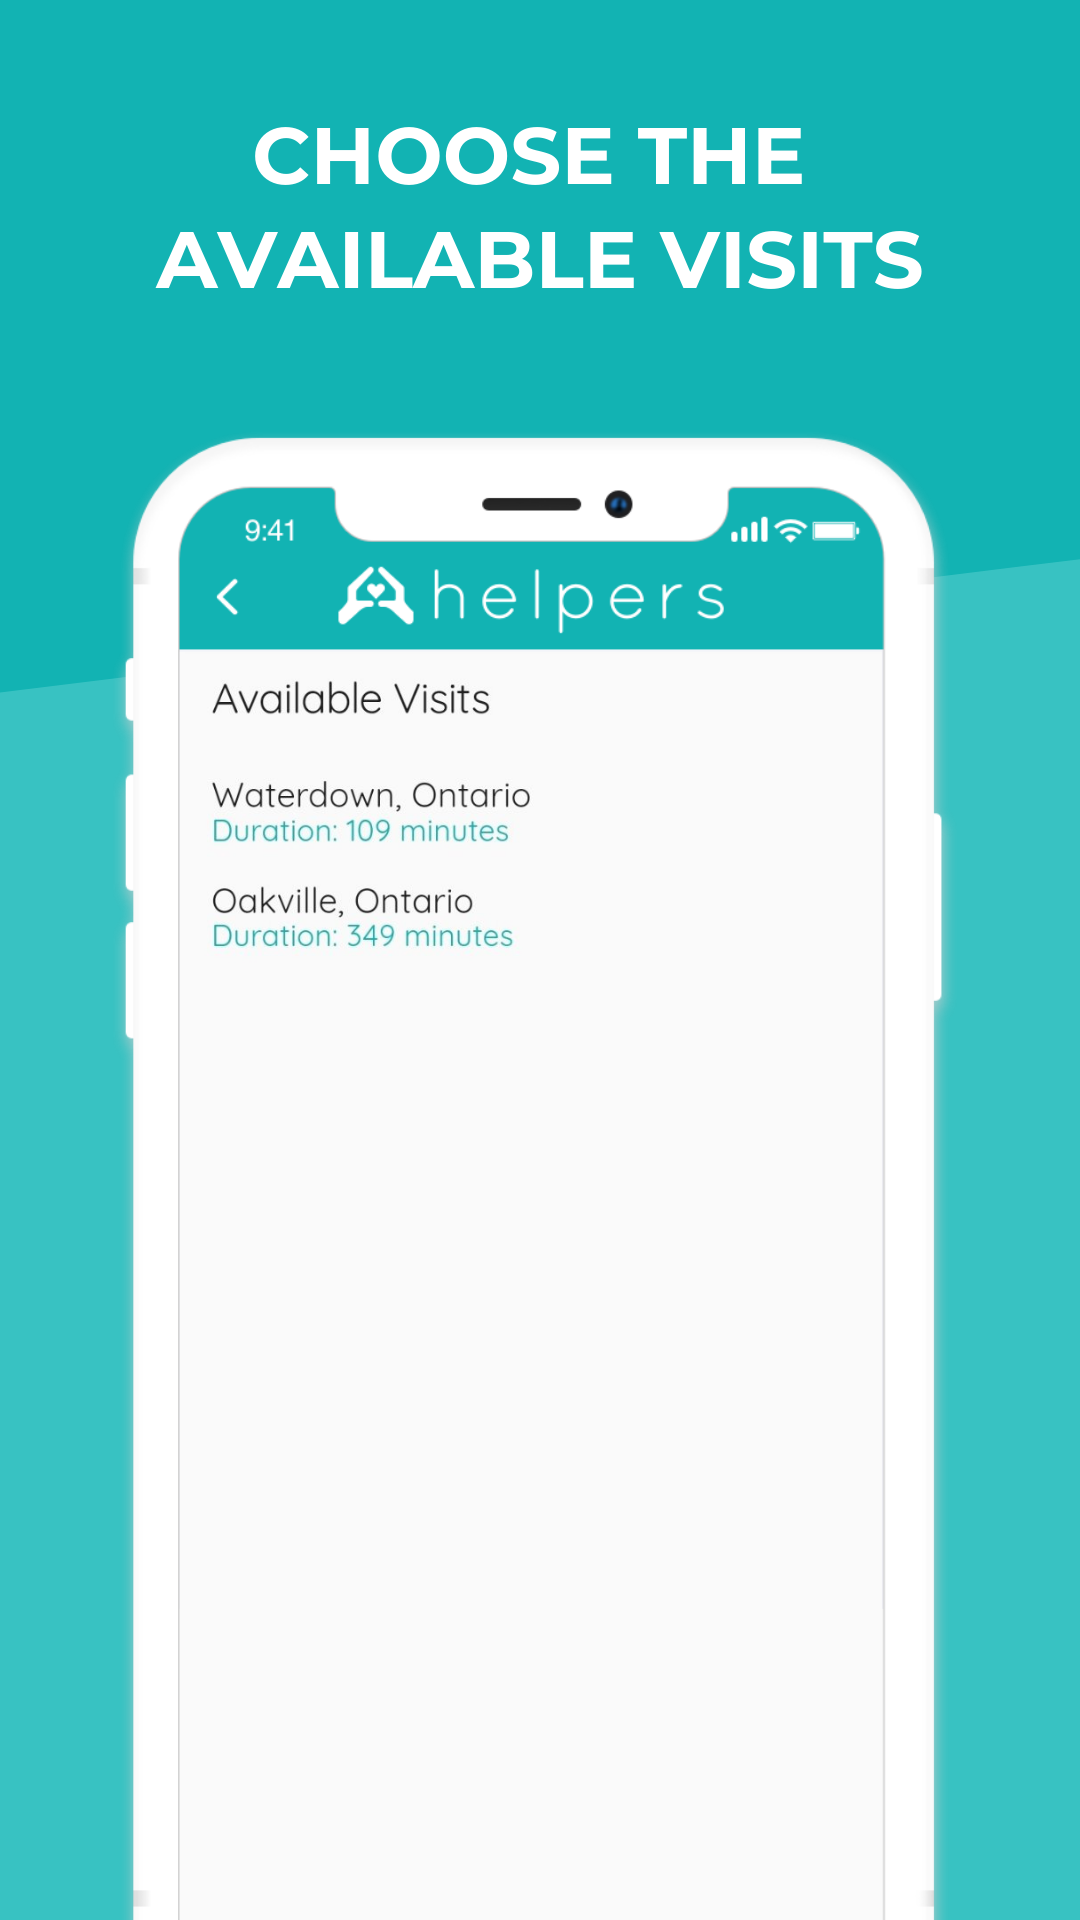 CHOOSE THE
AVAILABLE VISITS
9:41
helpers
Available Visits
Waterdown, Ontario
Duration: 109 minutes
Oakville, Ontario
Duration: 349 minutes